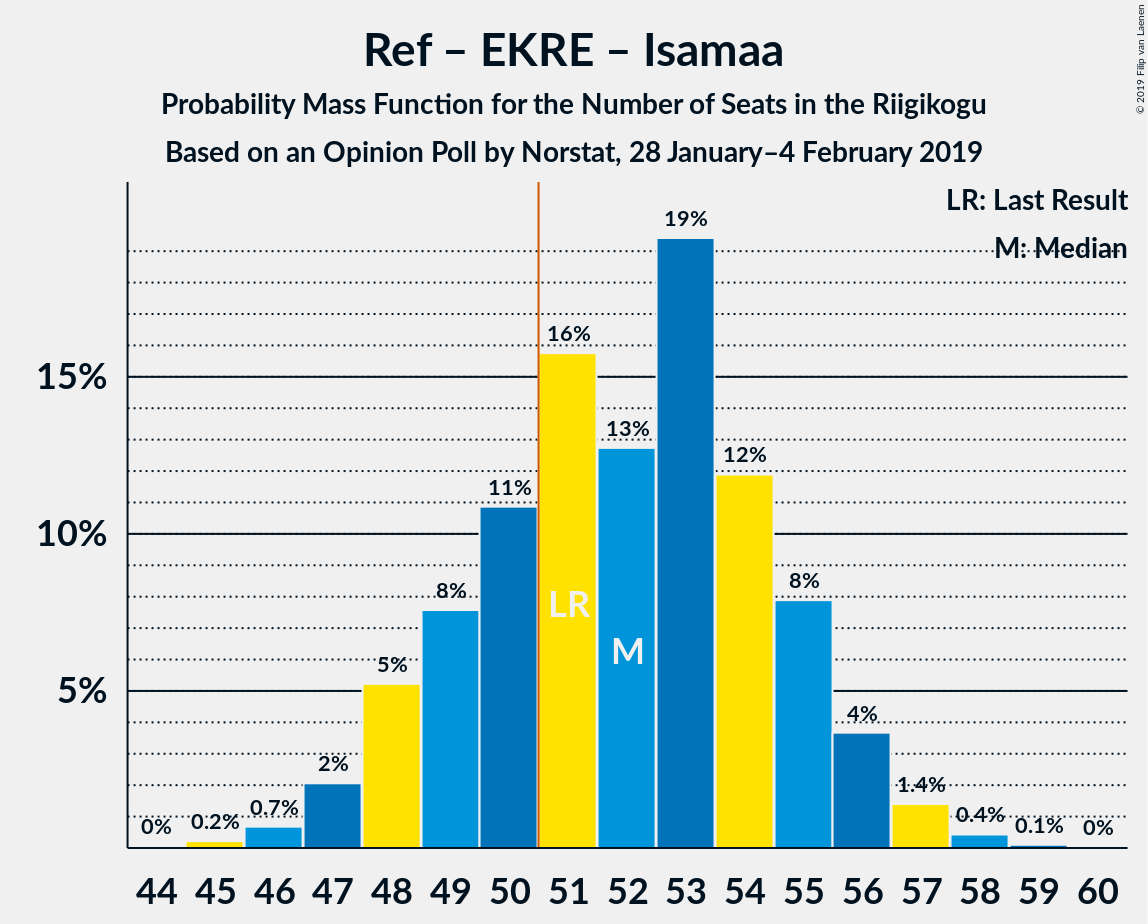 Ref – EKRE – Isamaa
Probability Mass Function for the Number of Seats in the Riigikogu
Based on an Opinion Poll by Norstat, 28 January–4 February 2019
© 2019 Filip van Laenen
LR: Last Result
M: Median
19%
16%
15%
13%
12%
11%
10%
8%
8%
LR
M
5%
5%
4%
2%
1.4%
0.7%
0.4%
0%
0.2%
0.1%
0%
44 45 46 47 48 49 50 51 52 53 54 55 56 57 58 59 60